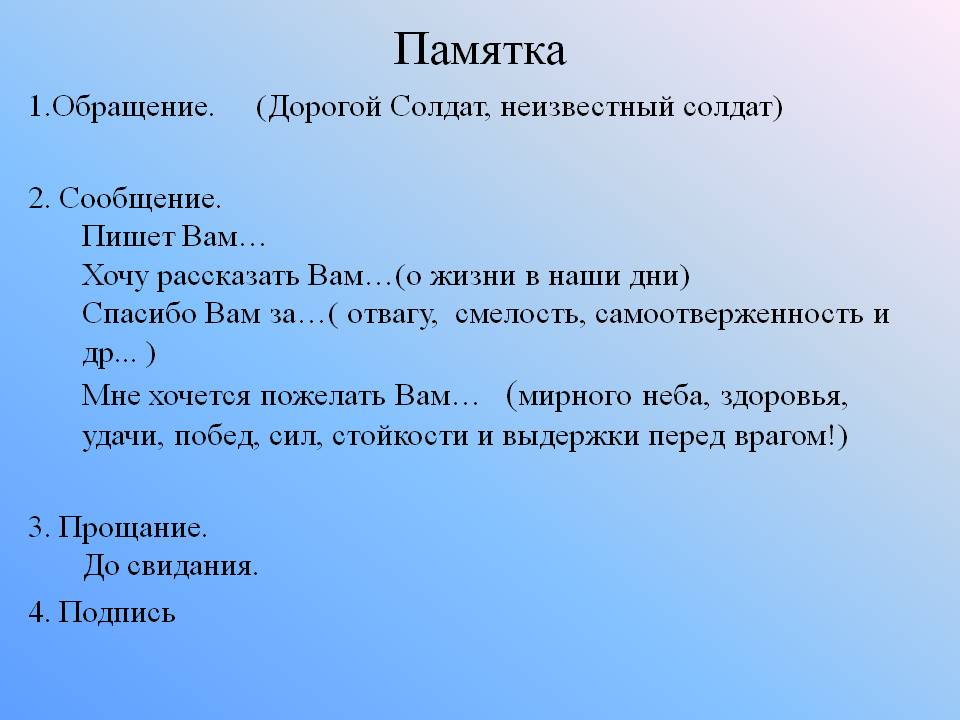 Памятка
1.Обращение. (Дорогой Солдат, неизвестный солдат)
2. Сообщение.
Пишет Вам…
Хочу рассказать Вам…(о жизни в наши дни)
Спасибо Вам за…( отвагу, смелость, самоотверженность и
др... )
Мне хочется пожелать Вам… (мирного неба, здоровья,
удачи, побед, сил, стойкости и выдержки перед врагом!)
3. Прощание.
До свидания.
4. Подпись